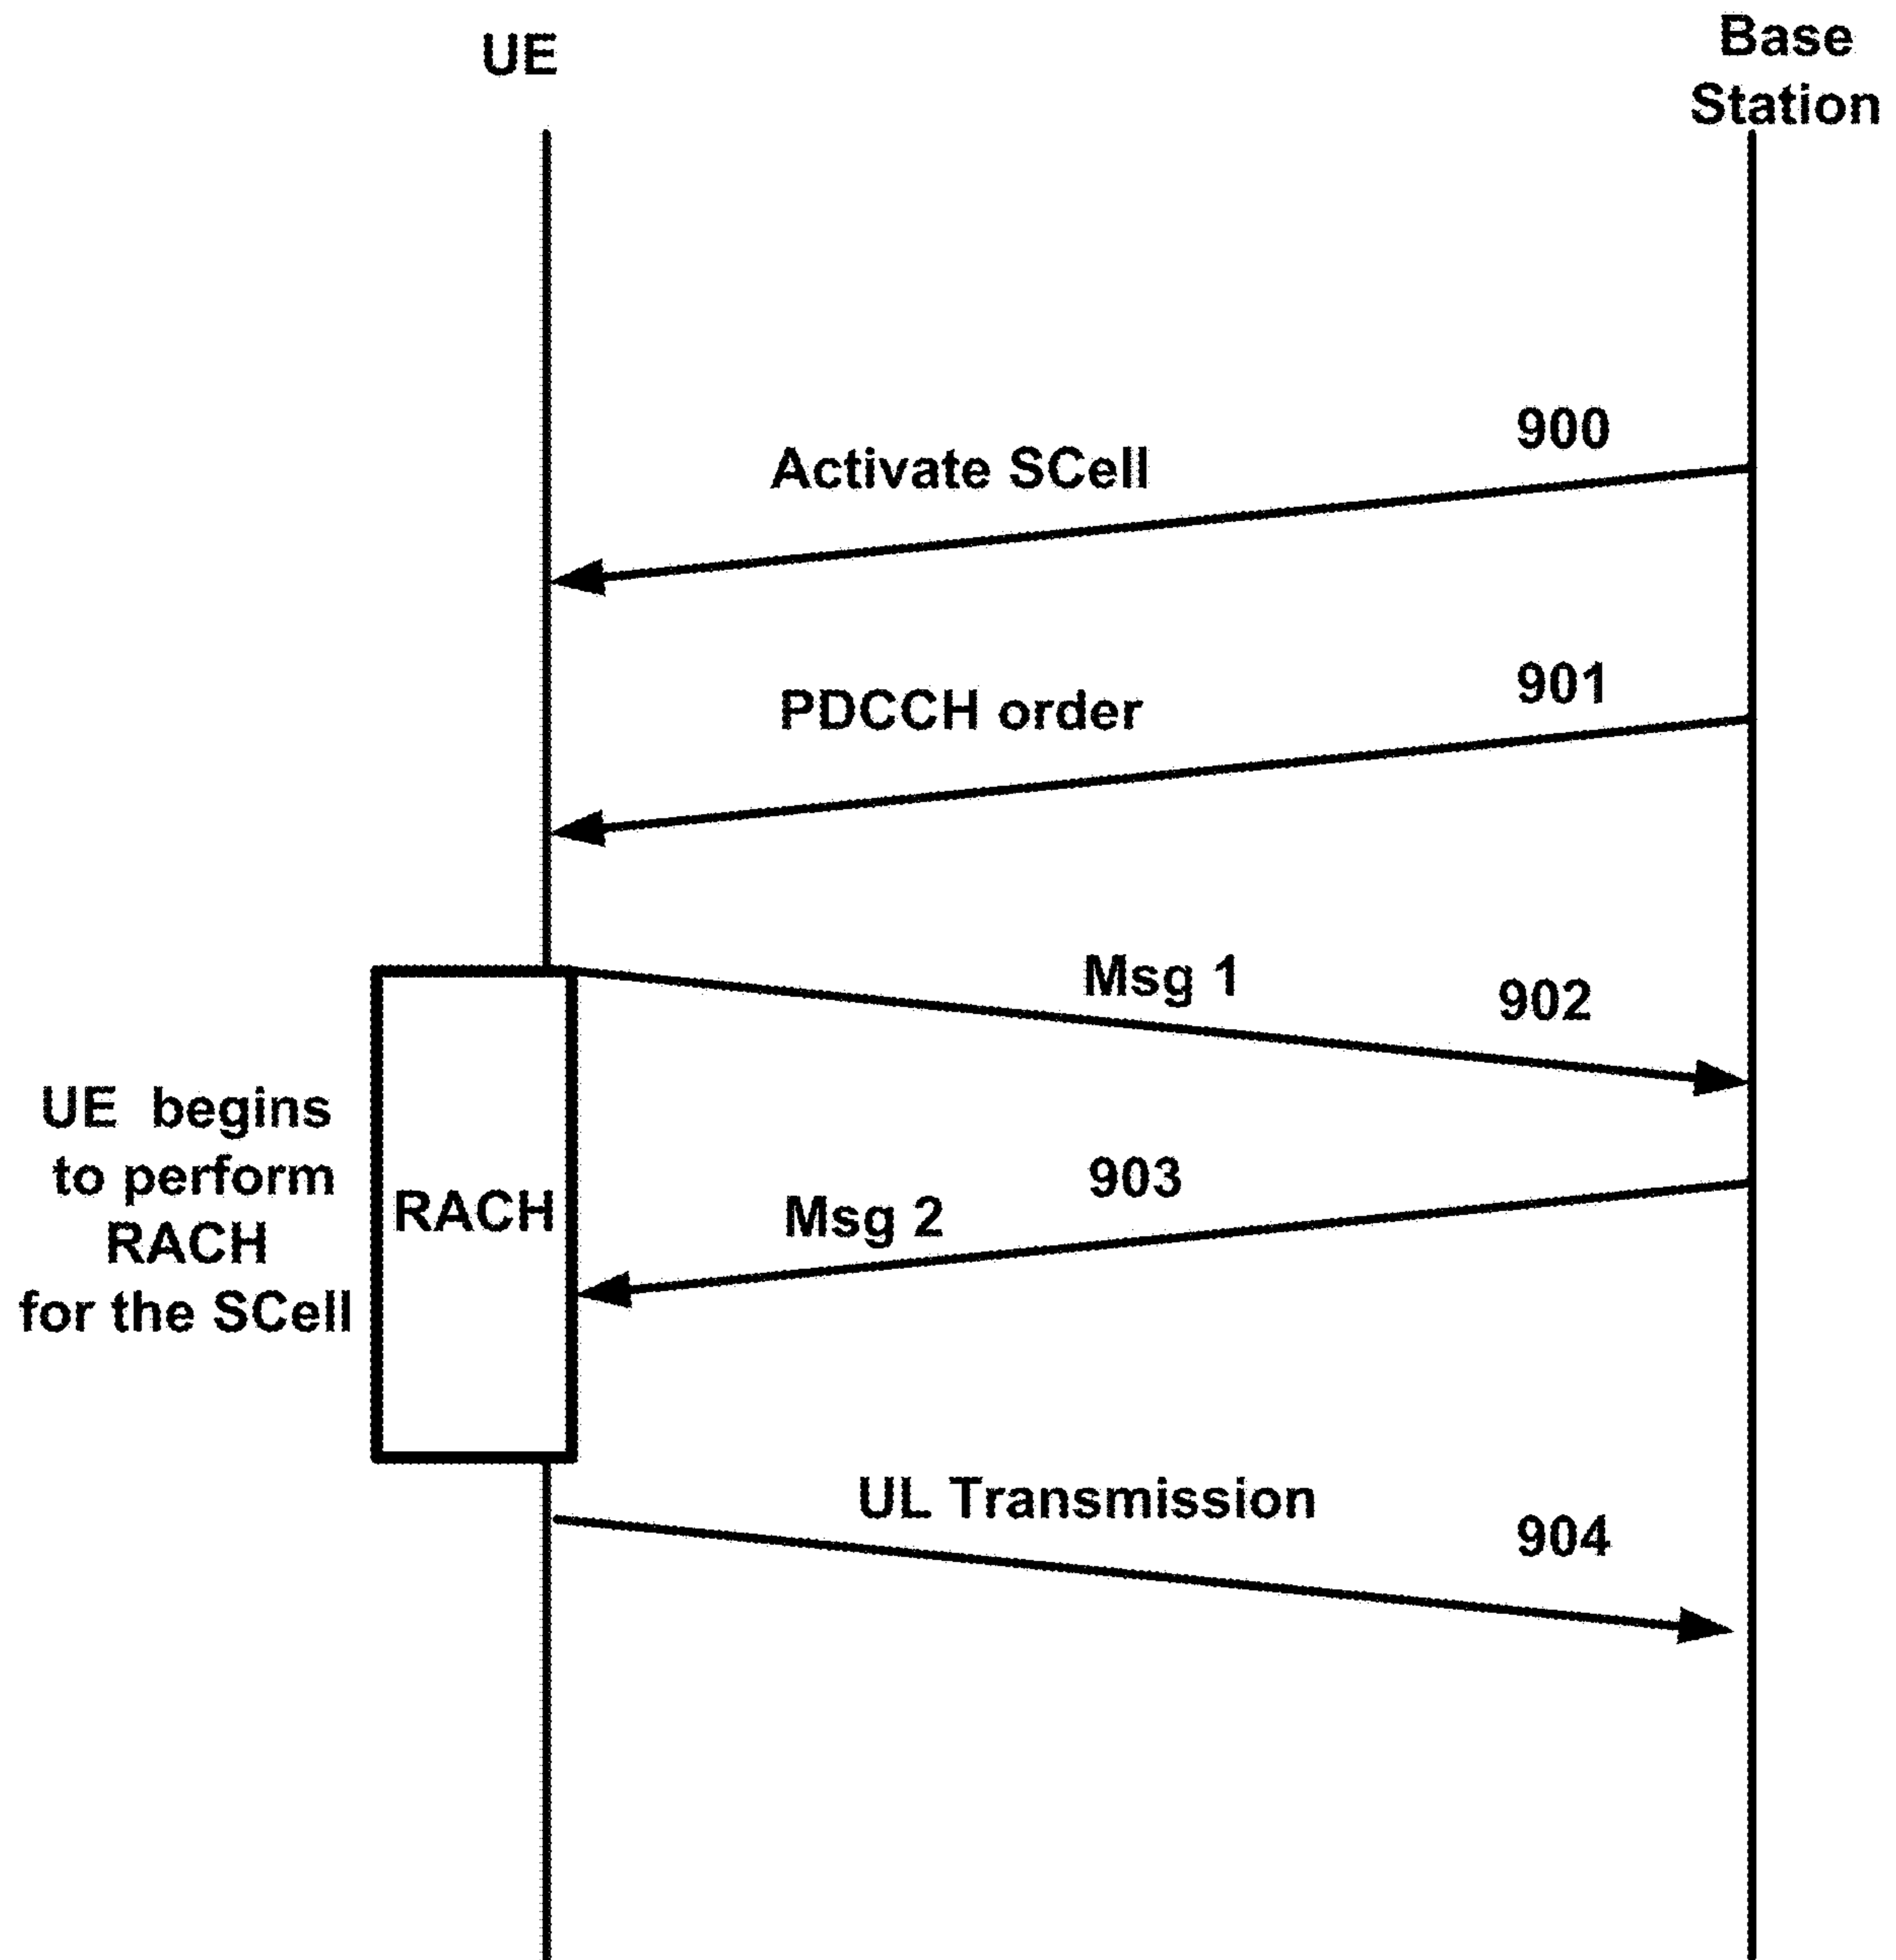 UE
Base
Station
900
Activate SCell
901
PDCCH order
Msg 1
902
UE begins
to perform
RACH
for the SCell
RACH
903
Msg 2
UL Transmission
904